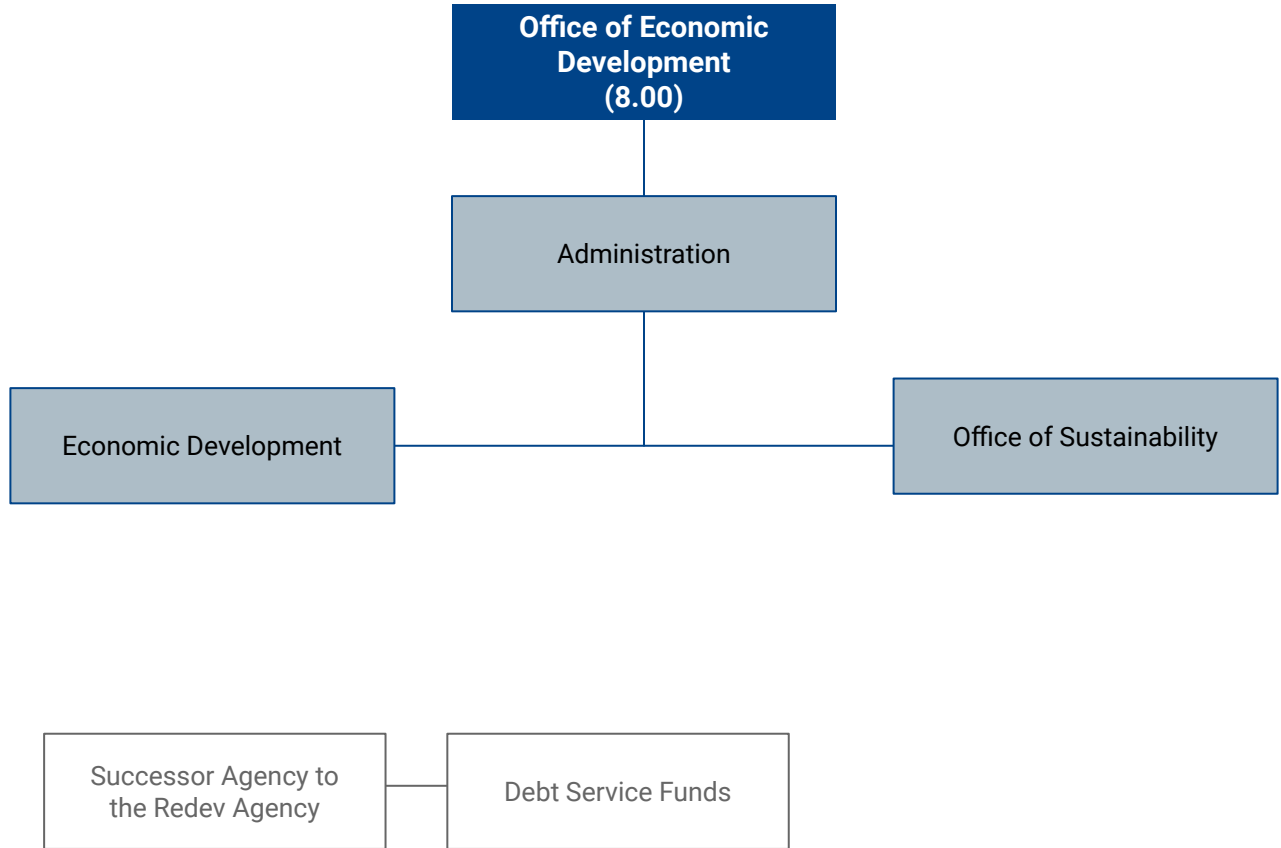 Office of Economic
Development
(8.00)
Administration
Economic Development
Office of Sustainability
Successor Agency to
the Redev Agency
Debt Service Funds